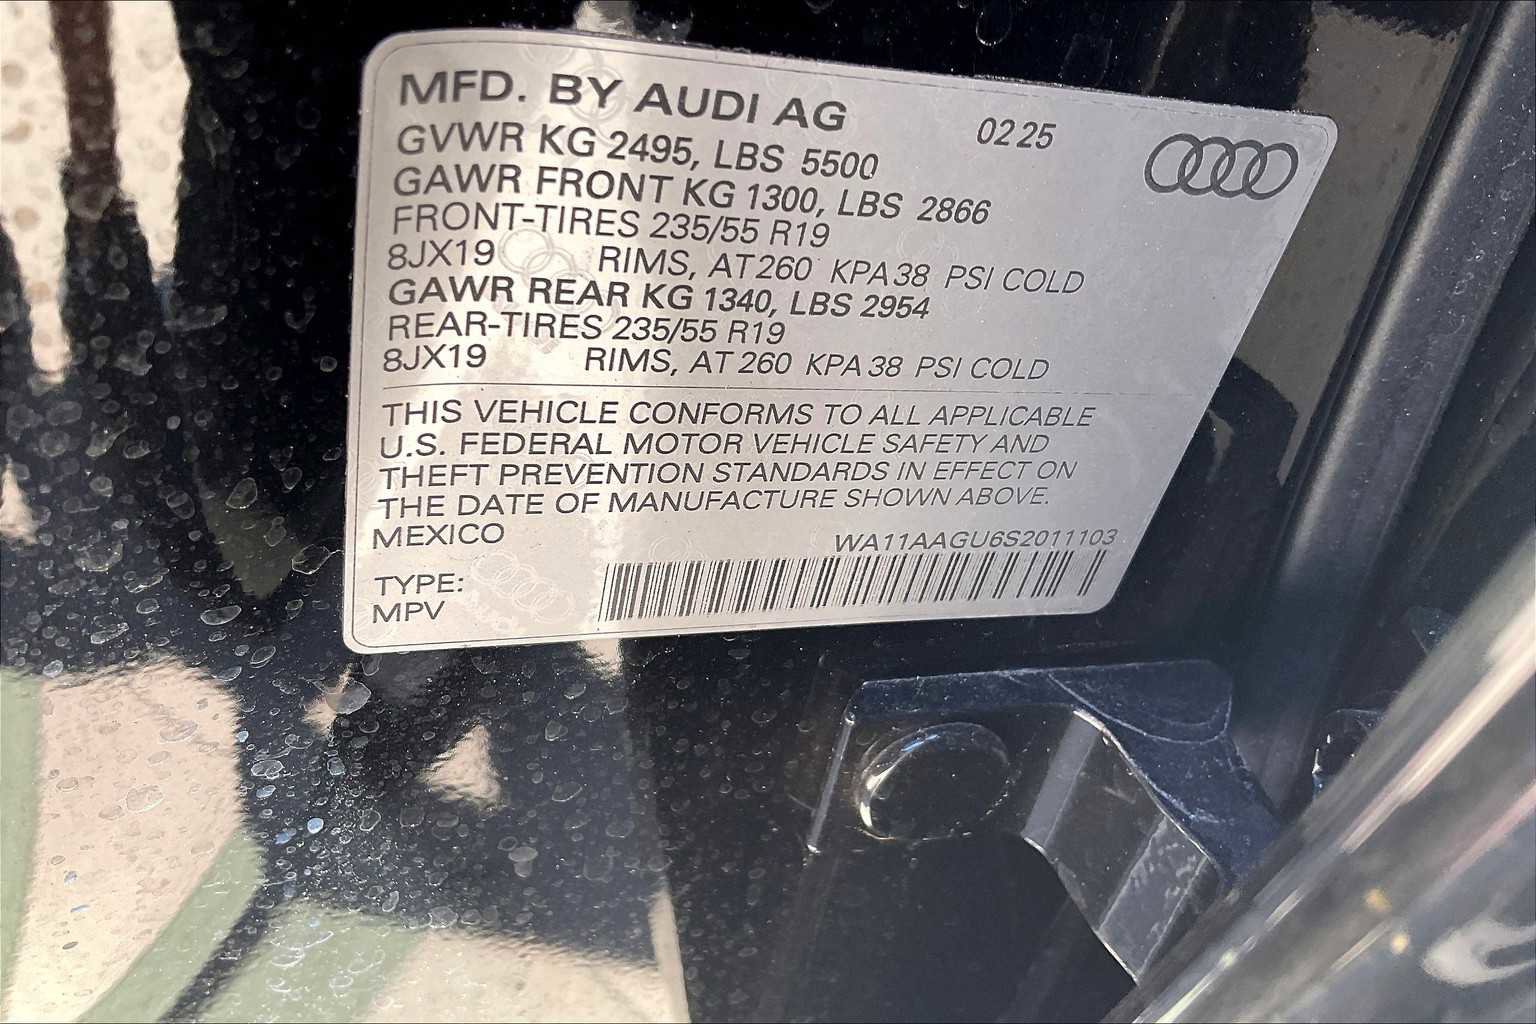 MFD. BY AUDI AG 02 25
GVWR KG 2495, LBS 5500
GAWR FRONT KG 1300, LBS 2866
FRONT-TIRES 235/55 R19
8JX19 RIMS, AT 260 KPA 38 PSI COLD
GAWR REAR KG 1340, LBS 2954
REAR-TIRES 235/55 R19
8JX19 RIMS, AT 260 KPA 38 PSI COLD
THIS VEHICLE CONFORMS TO ALL APPLICABLE
U.S. FEDERAL MOTOR VEHICLE SAFETY AND
THEFT PREVENTION STANDARDS IN EFFECT ON
THE DATE OF MANUFACTURE SHOWN ABOVE.
MEXICO WA11AAGU6S2011103
TYPE:
MPV